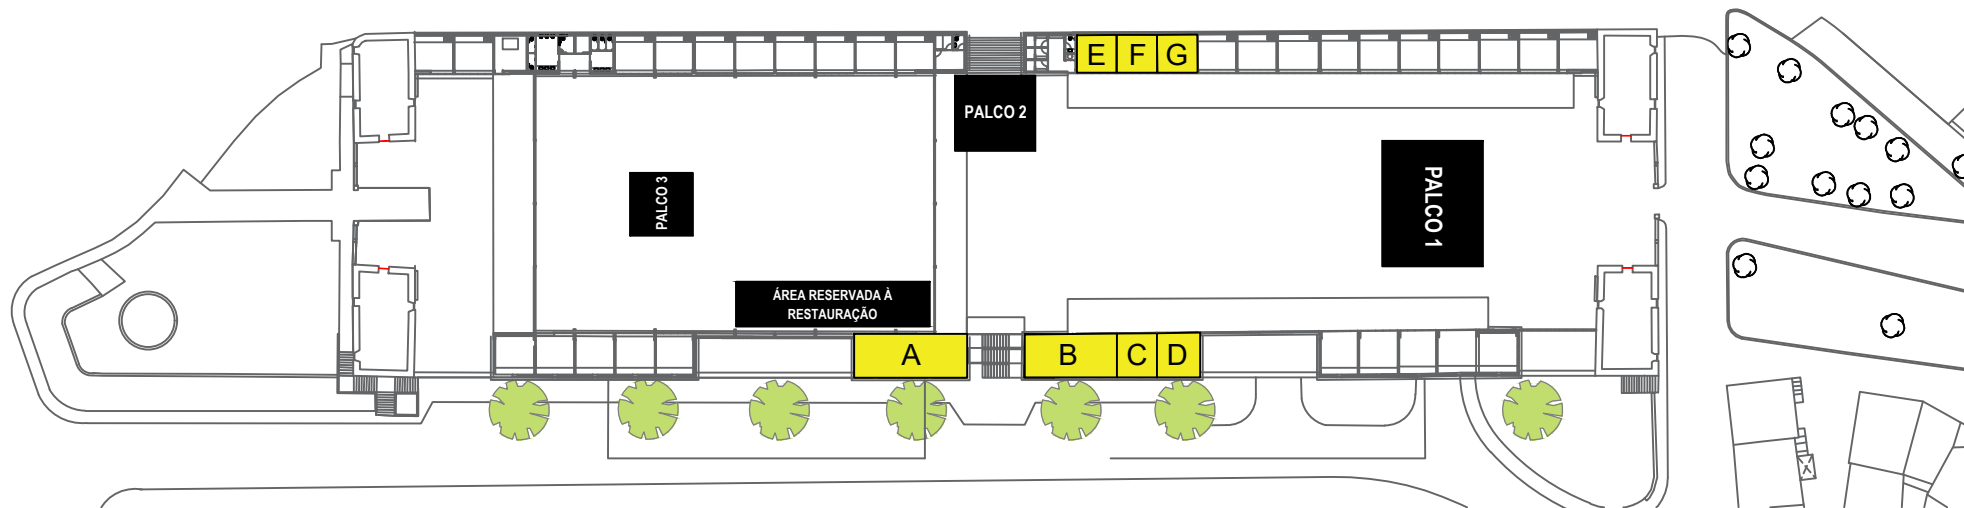 E
F
G
PALCO 2
PALCO 3
PALCO 1
ÁREA RESERVADA À
RESTAURAÇÃO
A
B
C
D